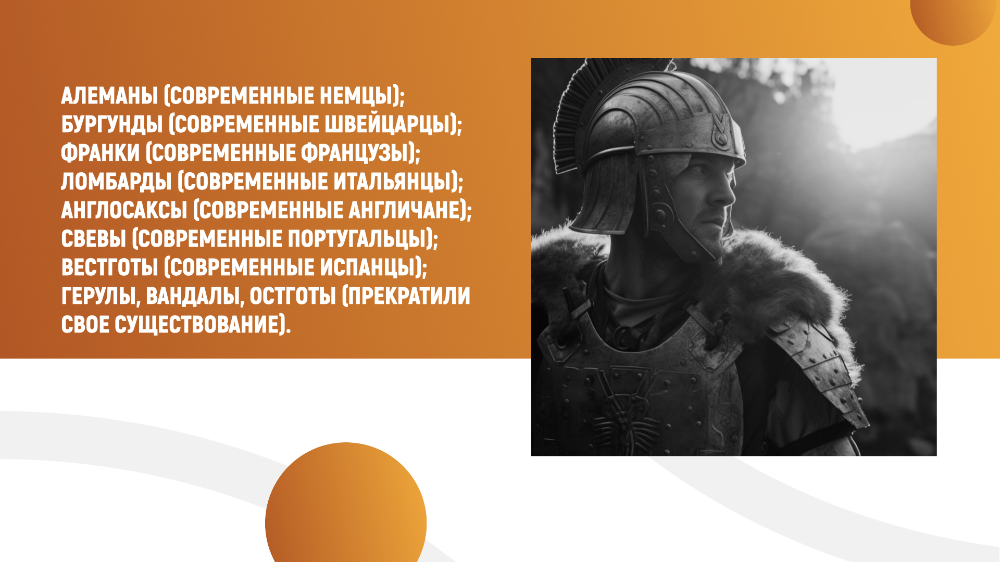 АЛЕМАНЫ (СОВРЕМЕННЫЕ НЕМЦЫ);
БУРГУНДЫ (СОВРЕМЕННЫЕ ШВЕЙЦАРЦЫ);
ФРАНКИ (СОВРЕМЕННЫЕ ФРАНЦУЗЫ);
ЛОМБАРДЫ (СОВРЕМЕННЫЕ ИТАЛЬЯНЦЫ);
АНГЛОСАКСЫ (СОВРЕМЕННЫЕ АНГЛИЧАНЕ);
СВЕВЫ (СОВРЕМЕННЫЕ ПОРТУГАЛЬЦЫ);
ВЕСТГОТЫ (СОВРЕМЕННЫЕ ИСПАНЦЫ);
ГЕРУЛЫ, ВАНДАЛЫ, ОСТГОТЫ (ПРЕКРАТИЛИ
СВОЕ СУЩЕСТВОВАНИЕ).